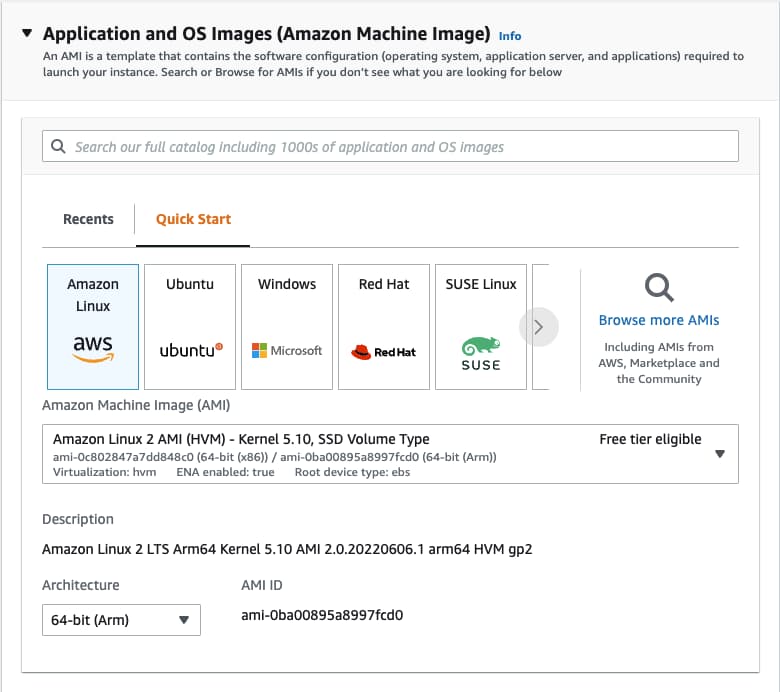 Application and OS Images (Amazon Machine Image) Info
An AMI is a template that contains the software configuration (operating system, application server, and applications) required to
launch your instance. Search or Browse for AMIs if you don't see what you are looking for below
Search our full catalog including 1000s of application and OS images
Recents
Quick Start
Amazon
Linux
aws
Ubuntu
ubuntu
Windows
Microsoft
Red Hat
Red Hat
SUSE Linux
SUSE
Browse more AMIs
Including AMIs from
AWS, Marketplace and
the Community
Amazon Machine Image (AMI)
Amazon Linux 2 AMI (HVM) - Kernel 5.10, SSD Volume Type Free tier eligible
ami-0c802847a7dd848c0 (64-bit (x86)) / ami-0ba00895a8997fcd0 (64-bit (Arm))
Virtualization: hvm ENA enabled: true Root device type: ebs
Description
Amazon Linux 2 LTS Arm64 Kernel 5.10 AMI 2.0.20220606.1 arm64 HVM gp2
Architecture
64-bit (Arm)
AMI ID
ami-0ba00895a8997fcd0